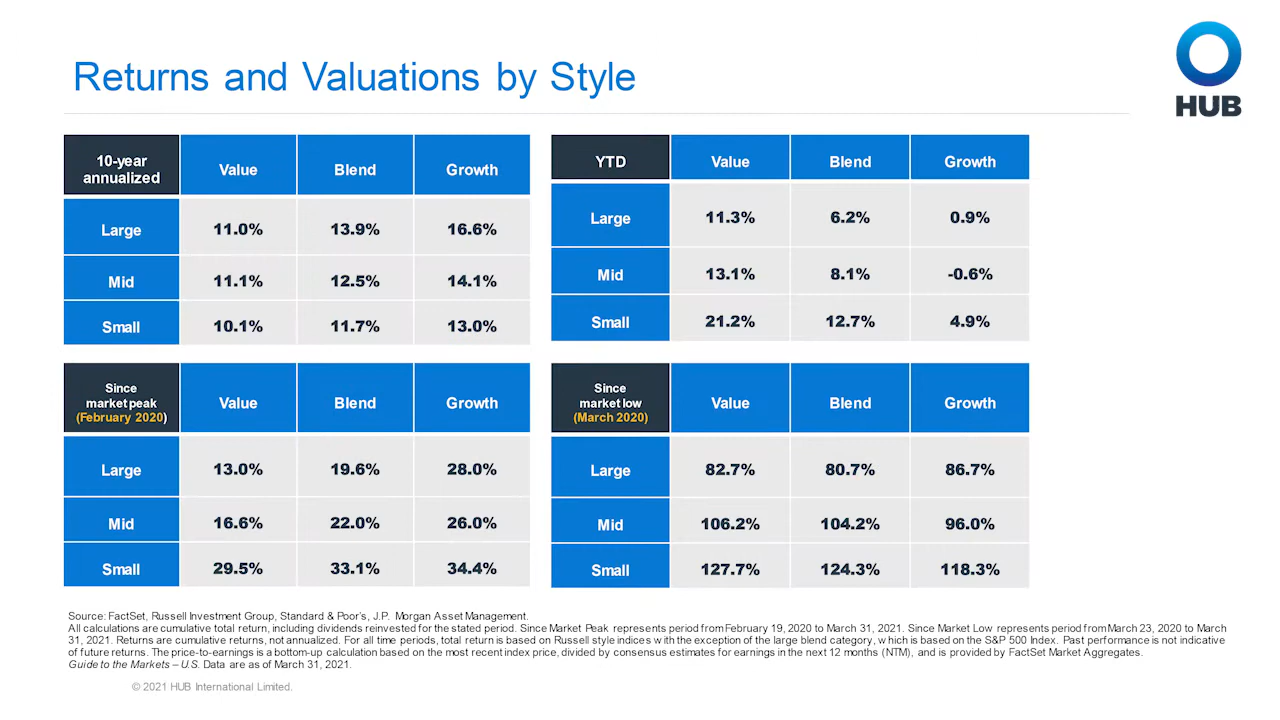 Returns and Valuations by Style
HUB
10-year
annualized
Value Blend Growth
Large 11.0% 13.9% 16.6%
Mid 11.1% 12.5% 14.1%
Small 10.1% 11.7% 13.0%
YTD Value Blend Growth
Large 11.3% 6.2% 0.9%
Mid 13.1% 8.1% -0.6%
Small 21.2% 12.7% 4.9%
Since
market peak
(February 2020)
Value Blend Growth
Large 13.0% 19.6% 28.0%
Mid 16.6% 22.0% 26.0%
Small 29.5% 33.1% 34.4%
Since
market low
(March 2020)
Value Blend Growth
Large 82.7% 80.7% 86.7%
Mid 106.2% 104.2% 96.0%
Small 127.7% 124.3% 118.3%
Source: FactSet, Russell Investment Group, Standard & Poor's, J.P. Morgan Asset Management.
All calculations are cumulative total return, including dividends reinvested for the stated period. Since Market Peak represents period from February 19, 2020 to March 31, 2021. Since Market Low represents period from March 23, 2020 to March
31, 2021. Returns are cumulative returns, not annualized. For all time periods, total return is based on Russell style indices with the exception of the large blend category, which is based on the S&P 500 Index. Past performance is not indicative
of future returns. The price-to-earnings is a bottom-up calculation based on the most recent index price, divided by consensus estimates for earnings in the next 12 months (NTM), and is provided by FactSet Market Aggregates.
Guide to the Markets – U.S. Data are as of March 31, 2021.
© 2021 HUB International Limited.